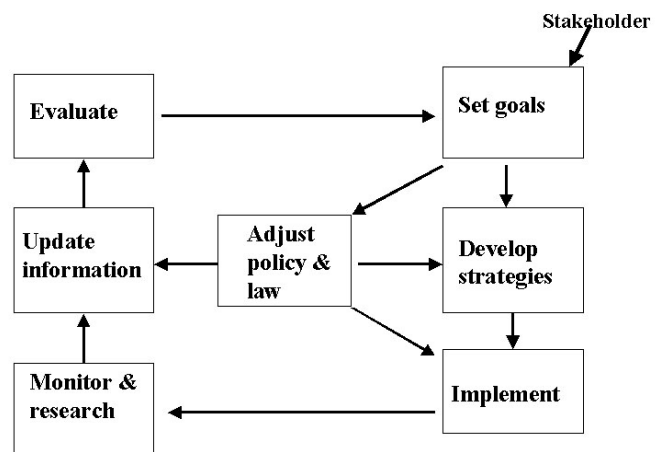 Stakeholder
Evaluate
Set goals
Update
information
Adjust
policy &
law
Develop
strategies
Monitor &
research
Implement